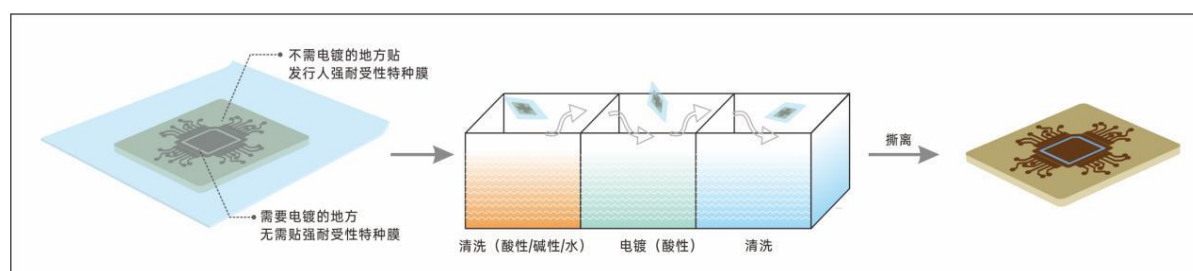 不需电镀的地方贴
发行人强耐受性特种膜
需要电镀的地方
无需贴强耐受性特种膜
清洗（酸性/碱性/水）
电镀（酸性）
清洗
撕离